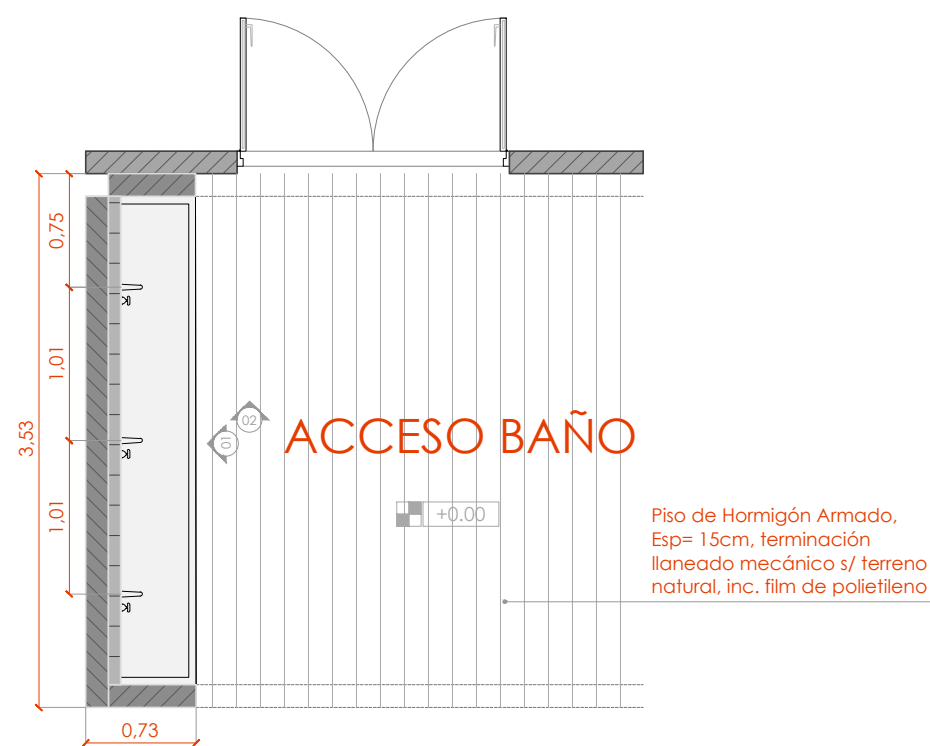 0,75
1,01
3,53
02
01
ACCESO BAÑO
1,01
+0.00
Piso de Hormigón Armado,
Esp= 15cm, terminación
llaneado mecánico s/ terreno
natural, inc. film de polietileno
0,73